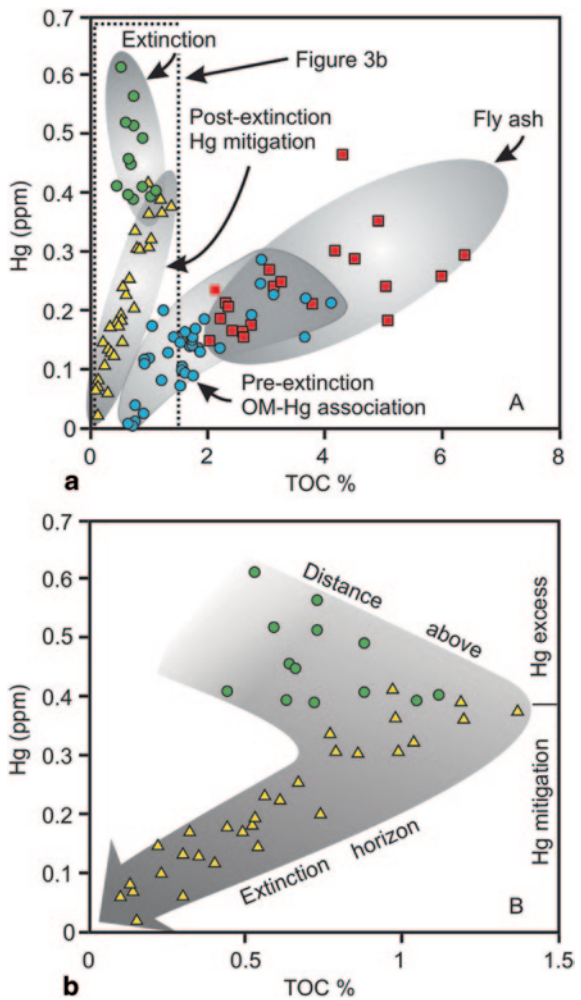 0.7
0.6
0.5
0.4
0.3
0.2
0.1
0
Hg (ppm)
Extinction
Figure 3b
Post-extinction
Hg mitigation
Fly ash
Pre-extinction
OM-Hg association
A
0
2
4
6
8
TOC %
a
0.7
0.6
0.5
0.4
0.3
0.2
0.1
0
Hg (ppm)
Distance above
Extinction horizon
Hg excess
Hg mitigation
B
0
0.5
1
1.5
TOC %
b